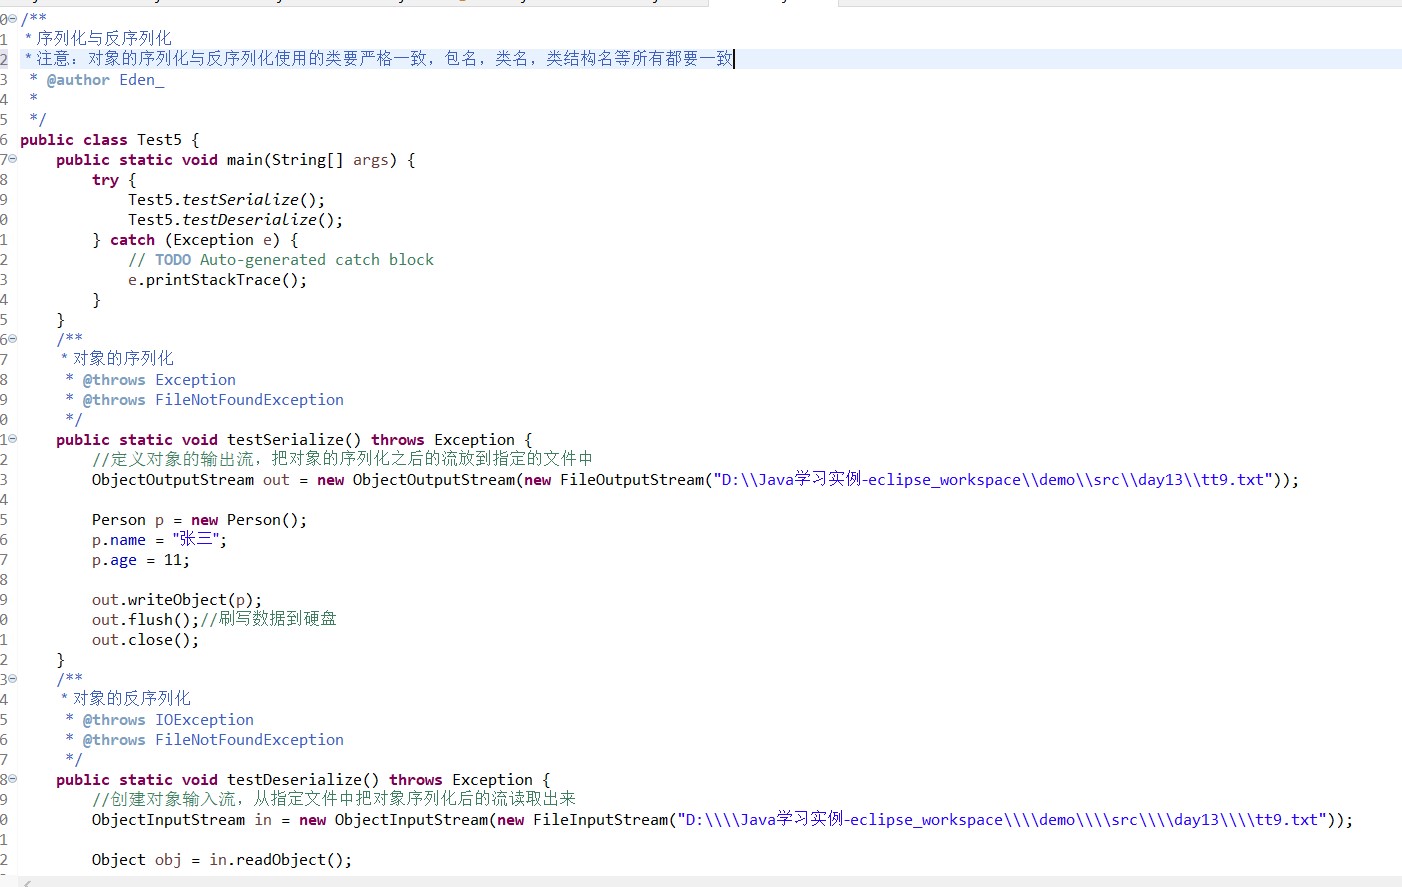 0 /**
1 * 序列化与反序列化
2 * 注意：对象的序列化与反序列化使用的类要严格一致，包名，类名，类结构名等所有都要一致
3  * @author Eden_
4  *
5  */
6 public class Test5 {
7     public static void main(String[] args) {
8         try {
9             Test5.testSerialize();
0             Test5.testDeserialize();
1         } catch (Exception e) {
2             // TODO Auto-generated catch block
3             e.printStackTrace();
4         }
5     }
6     /**
7      * 对象的序列化
8      * @throws Exception
9      * @throws FileNotFoundException
0      */
1     public static void testSerialize() throws Exception {
2         //定义对象的输出流，把对象的序列化之后的流放到指定的文件中
3         ObjectOutputStream out = new ObjectOutputStream(new FileOutputStream("D:\\Java学习实例-eclipse_workspace\\demo\\src\\day13\\tt9.txt"));
4
5         Person p = new Person();
6         p.name = "张三";
7         p.age = 11;
8
9         out.writeObject(p);
0         out.flush();//刷写数据到硬盘
1         out.close();
2     }
3     /**
4      * 对象的反序列化
5      * @throws IOException
6      * @throws FileNotFoundException
7      */
8     public static void testDeserialize() throws Exception {
9         //创建对象输入流，从指定文件中把对象序列化后的流读取出来
0         ObjectInputStream in = new ObjectInputStream(new FileInputStream("D:\\\\Java学习实例-eclipse_workspace\\\\demo\\\\src\\\\day13\\\\tt9.txt"));
1
2         Object obj = in.readObject();